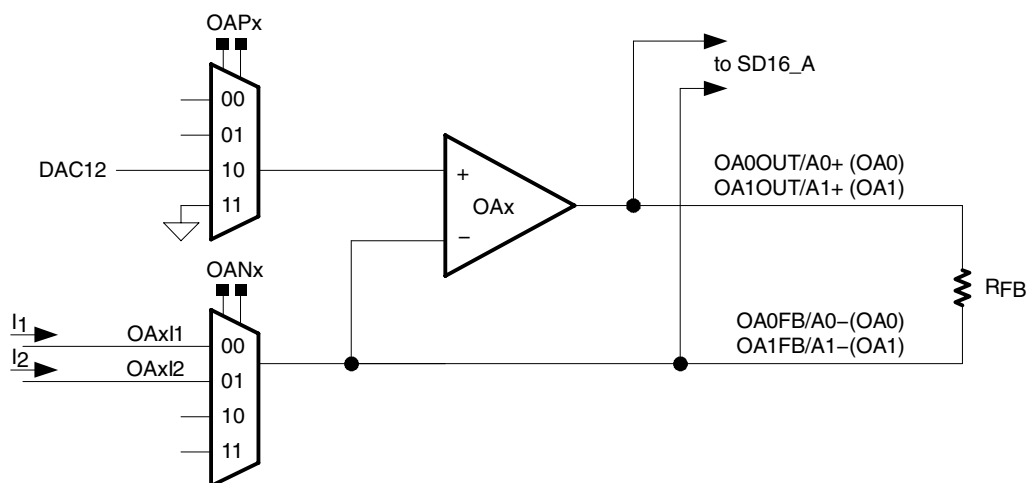 OAPx
00
01
DAC12
10
11
+
OAx
−
to SD16_A
OA0OUT/A0+ (OA0)
OA1OUT/A1+ (OA1)
RFB
OANx
I1
OAxI1
00
I2
OAxI2
01
10
11
OA0FB/A0−(OA0)
OA1FB/A1−(OA1)